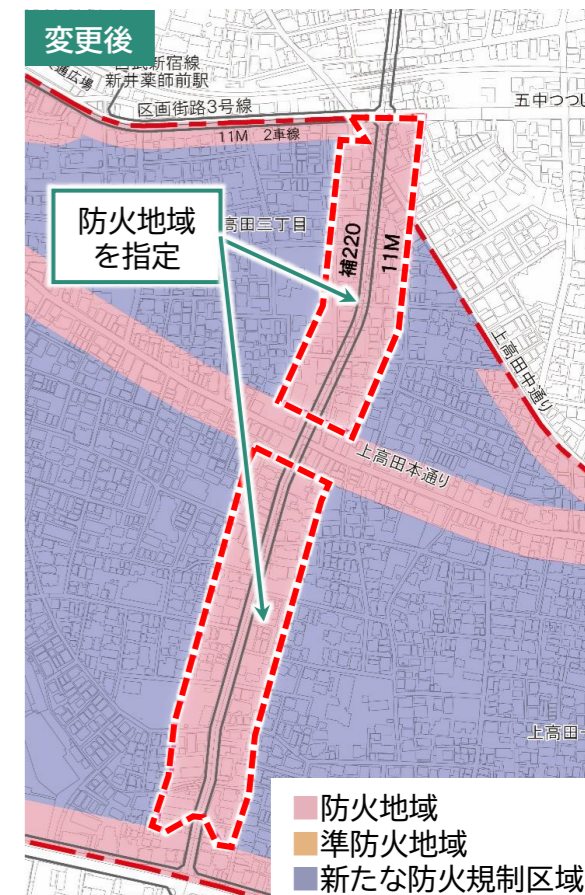 変更後
通広場
西武新宿線
新井薬師前駅
区画街路3号線
11M 2車線
五中つつ
防火地域
を指定
高田三丁目
補220
11M
上高田中通り
上高田本通り
上高田一
防火地域
準防火地域
新たな防火規制区域